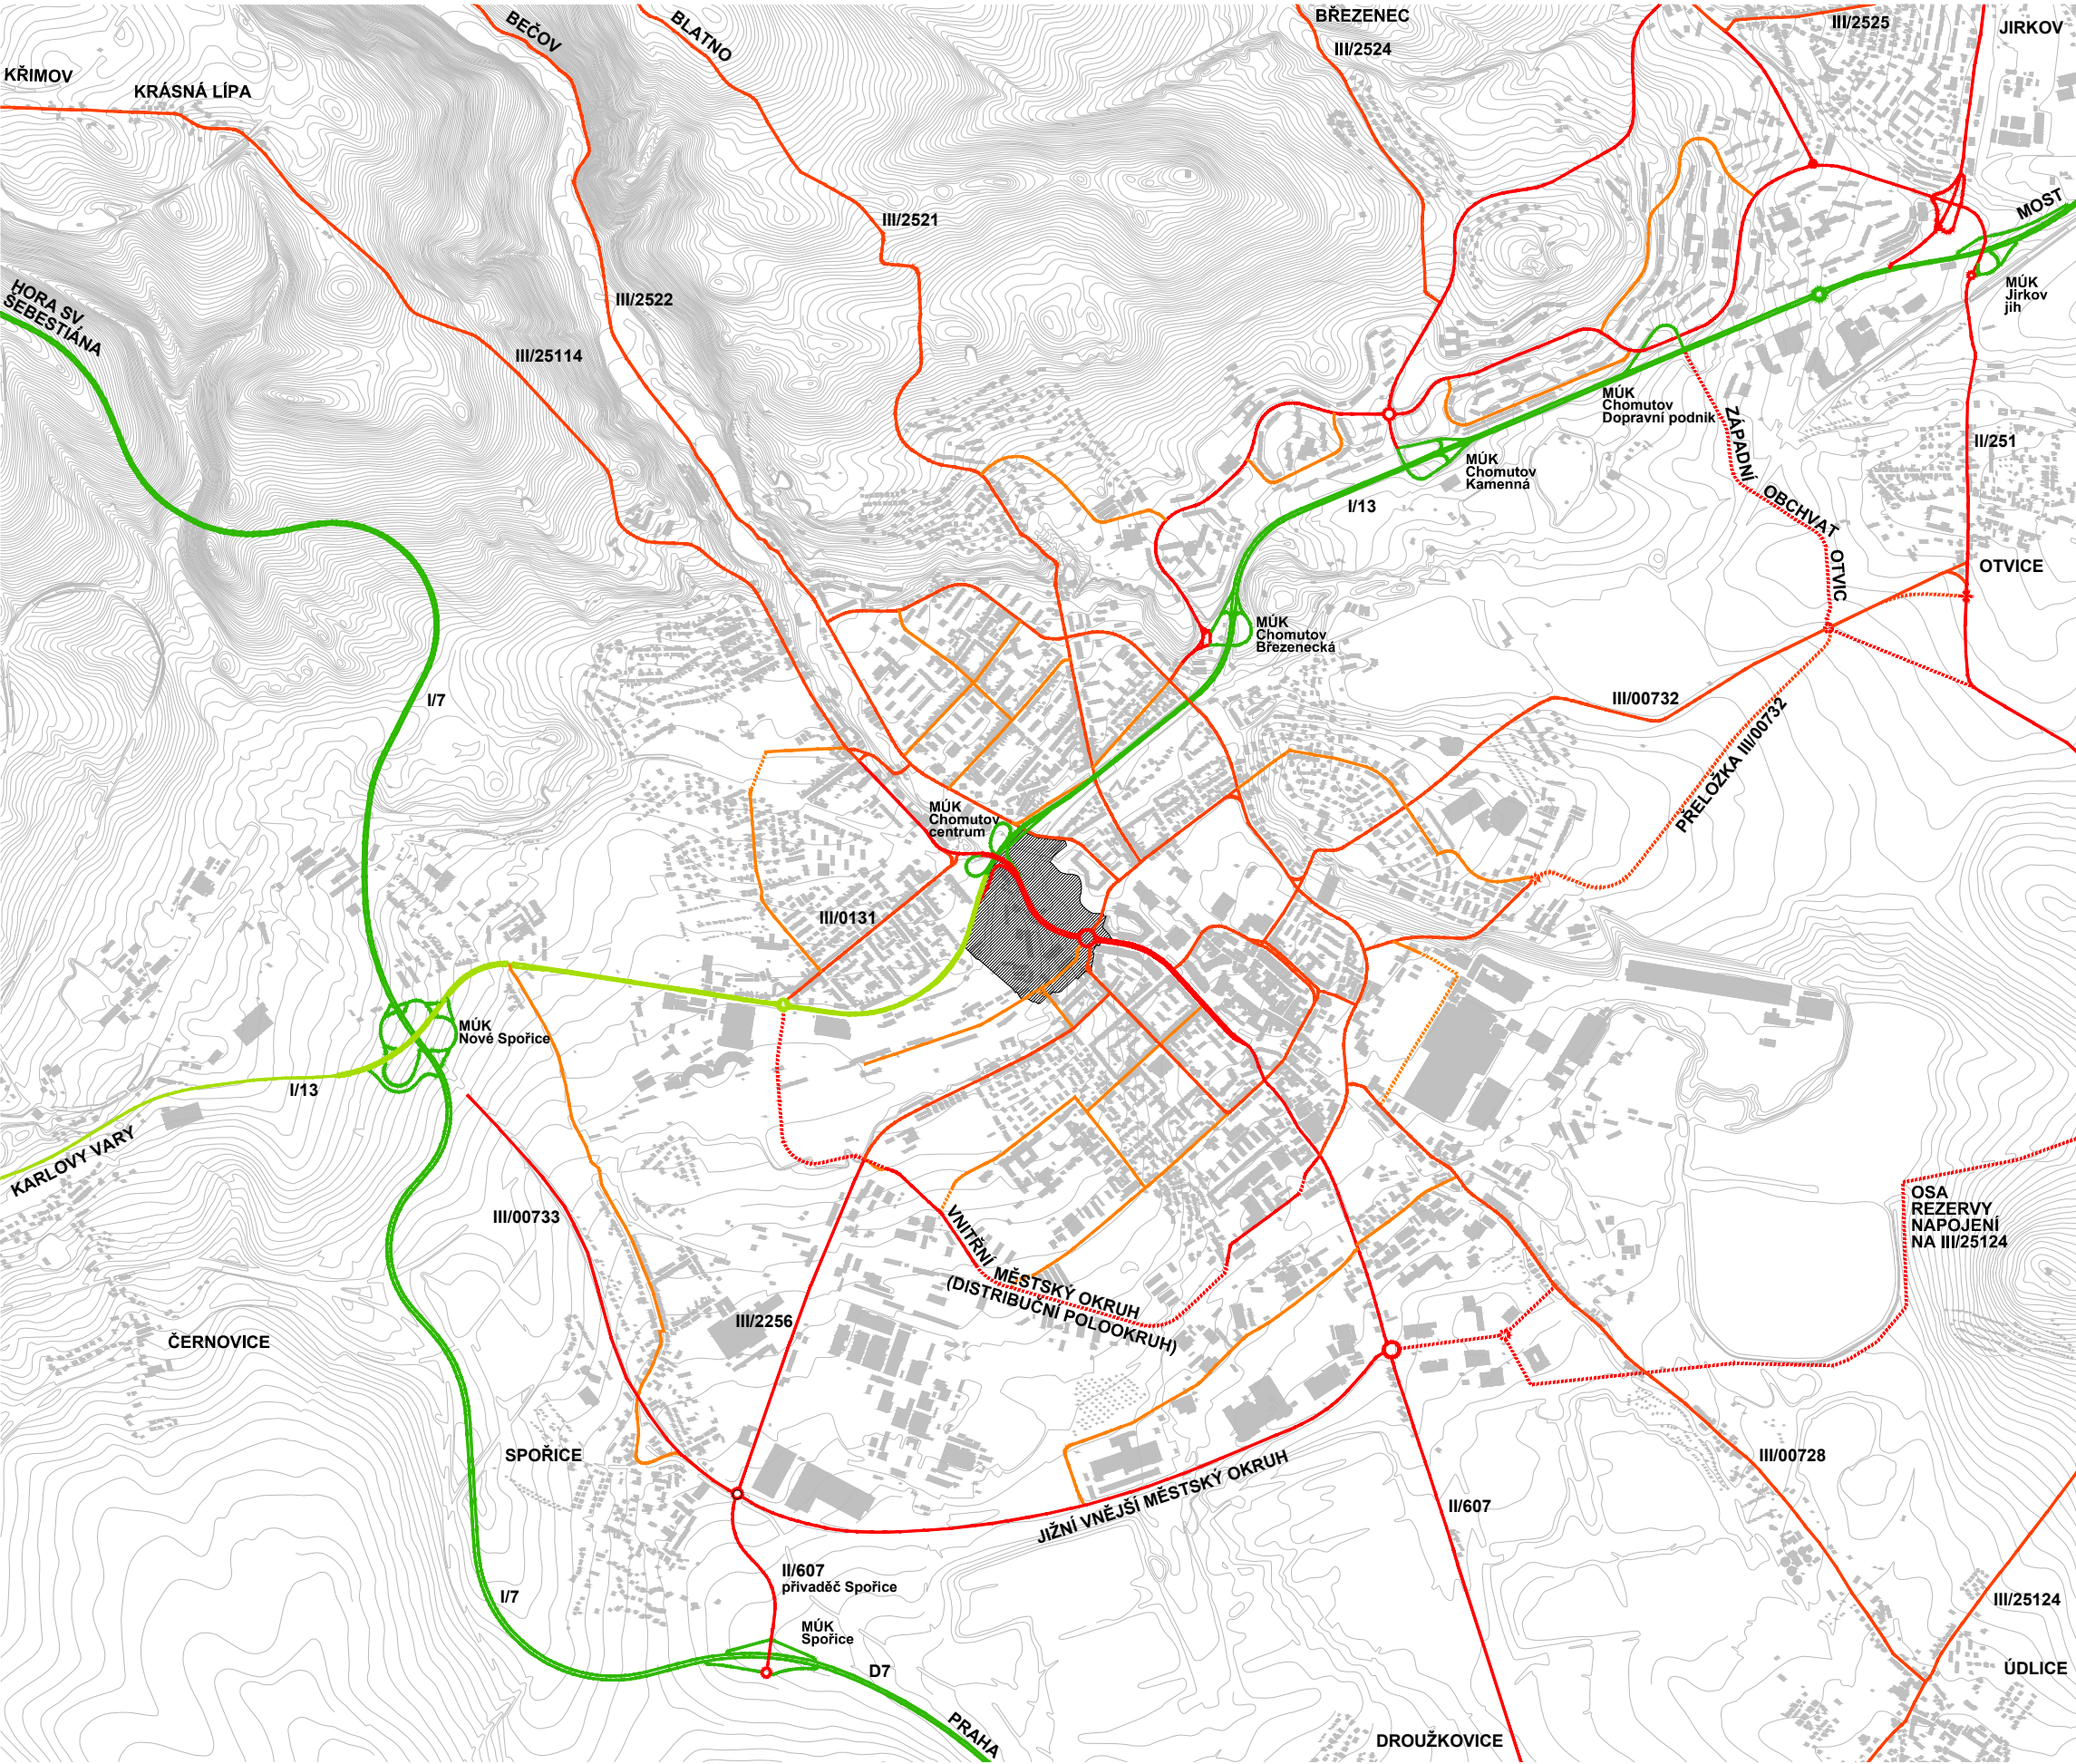 BEČOV
BLATNO
BŘEZENEC
III/2524
III/2525
JIRKOV
KŘIMOV
KRÁSNÁ LÍPA
III/2521
MOST
HORA SV
ŠEBESTIÁNA
III/2522
MÚK
Jirkov
jih
III/25114
MÚK
Chomutov
Dopravní podnik
ZÁPADNÍ
OBCHVAT
OTVIC
II/251
MÚK
Chomutov
Kamenná
I/13
OTVICE
MÚK
Chomutov
Březenecká
I/7
III/00732
PŘELOŽKA III/00732
MÚK
Chomutov
centrum
III/0131
MÚK
Nové Spořice
I/13
KARLOVY VARY
III/00733
OSA
REZERVY
NAPOJENÍ
NA III/25124
VNITŘNÍ MĚSTSKÝ OKRUH
(DISTRIBUČNÍ POLOOKRUH)
III/2256
ČERNOVICE
SPOŘICE
III/00728
JIŽNÍ VNĚJŠÍ MĚSTSKÝ OKRUH
II/607
II/607
přivaděč Spořice
I/7
III/25124
MÚK
Spořice
D7
ÚDLICE
PRAHA
DROUŽKOVICE